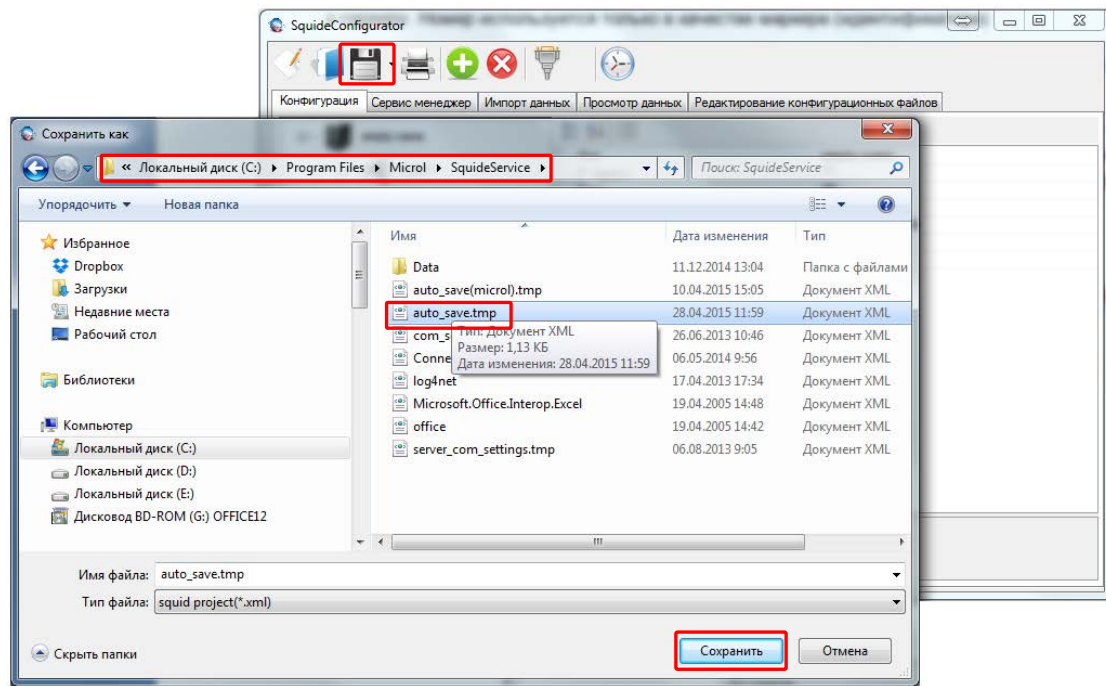 SquideConfigurator
Конфигурация Сервис менеджер Импорт данных Просмотр данных Редактирование конфигурационных файлов
Сохранить как
« Локальный диск (C:) ▸ Program Files ▸ Microl ▸ SquideService ▸ Поиск: SquideService
Упорядочить ▾ Новая папка
Избранное
Dropbox
Загрузки
Недавние места
Рабочий стол
Библиотеки
Компьютер
Локальный диск (C:)
Локальный диск (D:)
Локальный диск (E:)
Дисковод BD-ROM (G:) OFFICE12
Имя Дата изменения Тип
Data 11.12.2014 13:04 Папка с файлами
auto_save(microl).tmp 10.04.2015 15:05 Документ XML
auto_save.tmp 28.04.2015 11:59 Документ XML
com_s 26.06.2013 10:46 Документ XML
Conne 06.05.2014 9:56 Документ XML
log4net 17.04.2013 17:34 Документ XML
Microsoft.Office.Interop.Excel 19.04.2005 14:48 Документ XML
office 19.04.2005 14:42 Документ XML
server_com_settings.tmp 06.08.2013 9:05 Документ XML
Тип: Документ XML
Размер: 1,13 КБ
Дата изменения: 28.04.2015 11:59
Имя файла: auto_save.tmp
Тип файла: squid project(*.xml)
Скрыть папки Сохранить Отмена